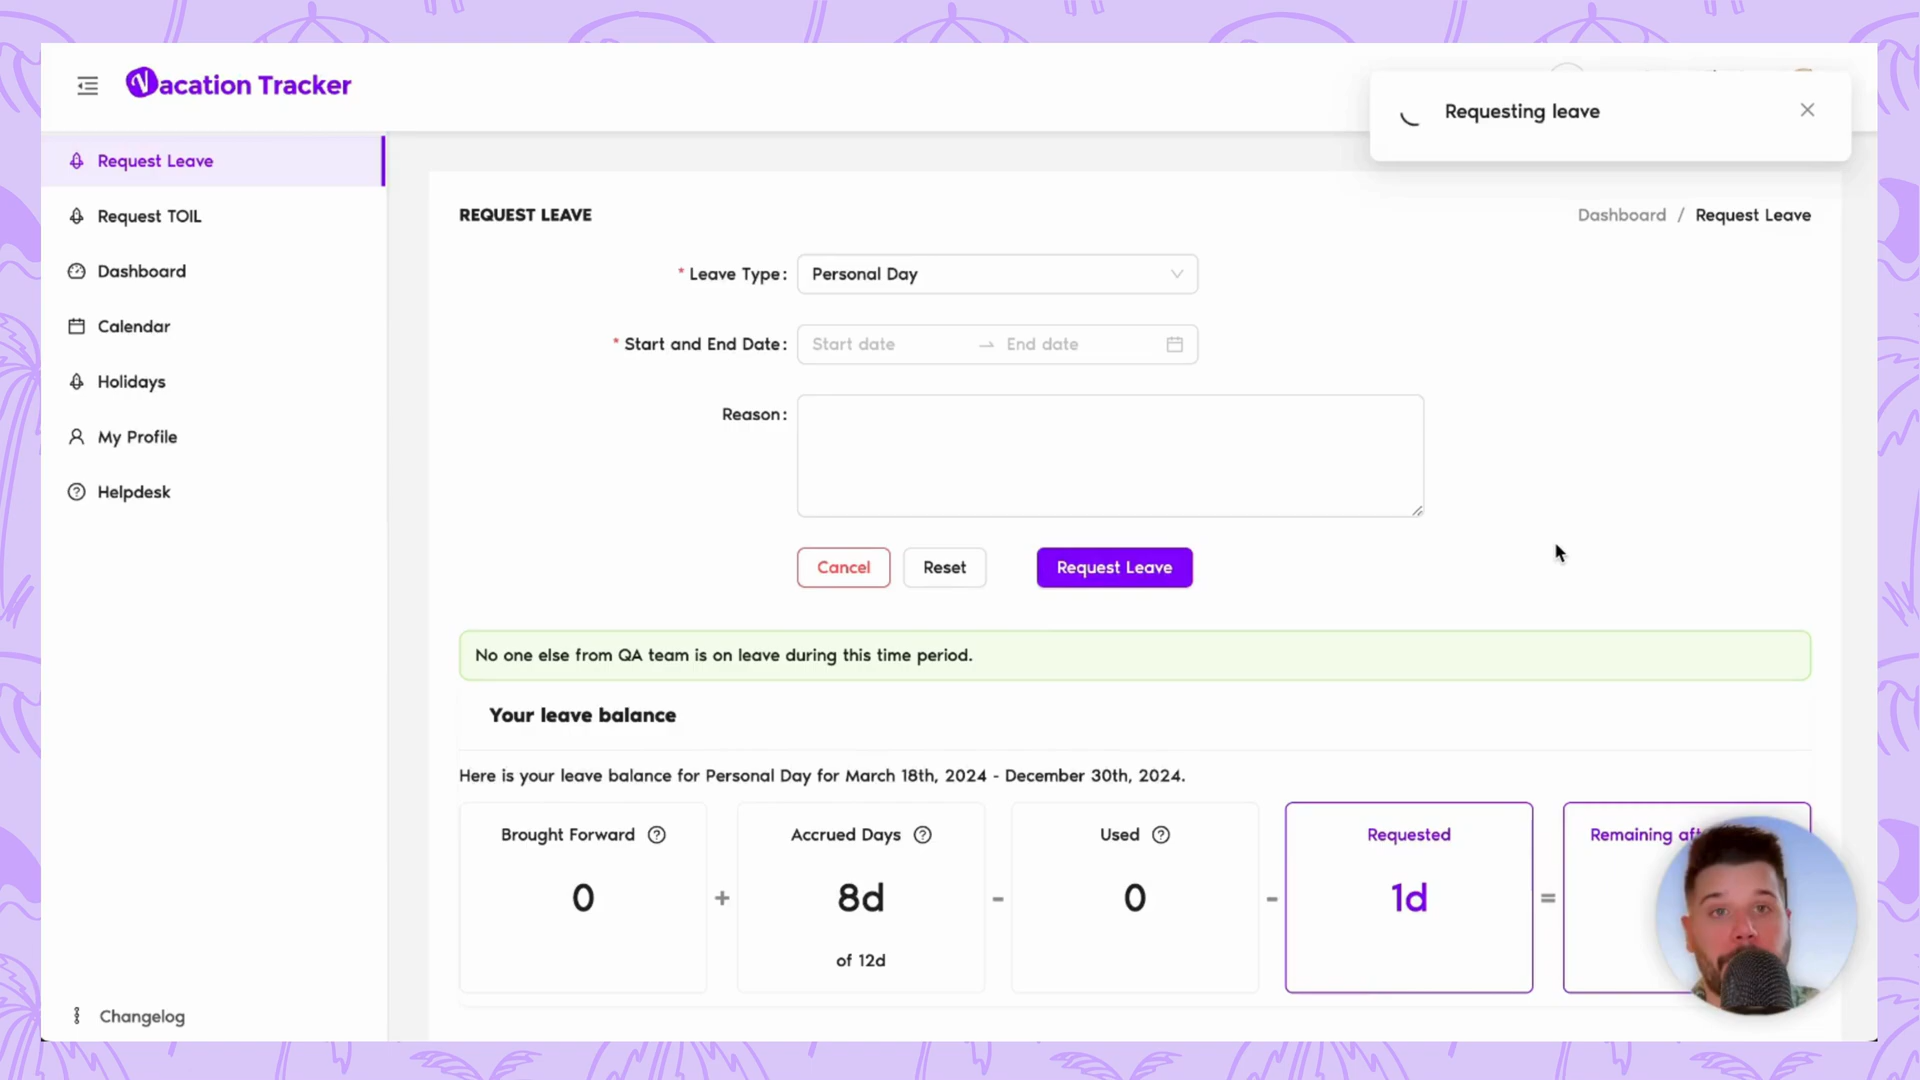 Vacation Tracker
Requesting leave
Request Leave
Request TOIL
Dashboard
Calendar
Holidays
My Profile
Helpdesk
Changelog
REQUEST LEAVE
Dashboard / Request Leave
* Leave Type: Personal Day
* Start and End Date: Start date → End date
Reason:
Cancel Reset Request Leave
No one else from QA team is on leave during this time period.
Your leave balance
Here is your leave balance for Personal Day for March 18th, 2024 - December 30th, 2024.
Brought Forward Accrued Days Used Requested Remaining
0 + 8d - 0 - 1d =
of 12d